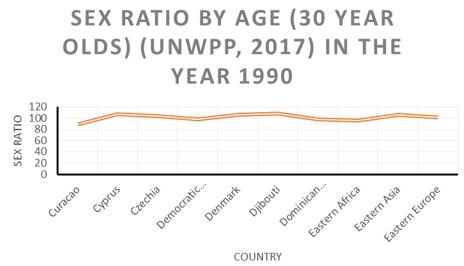 SEX RATIO BY AGE (30 YEAR
OLDS) (UNWPP, 2017) IN THE
YEAR 1990
120
100
80
60
40
20
0
SEX RATIO
Curacao
Cyprus
Czechia
Democratic...
Denmark
Djibouti
Dominican...
Eastern Africa
Eastern Asia
Eastern Europe
COUNTRY